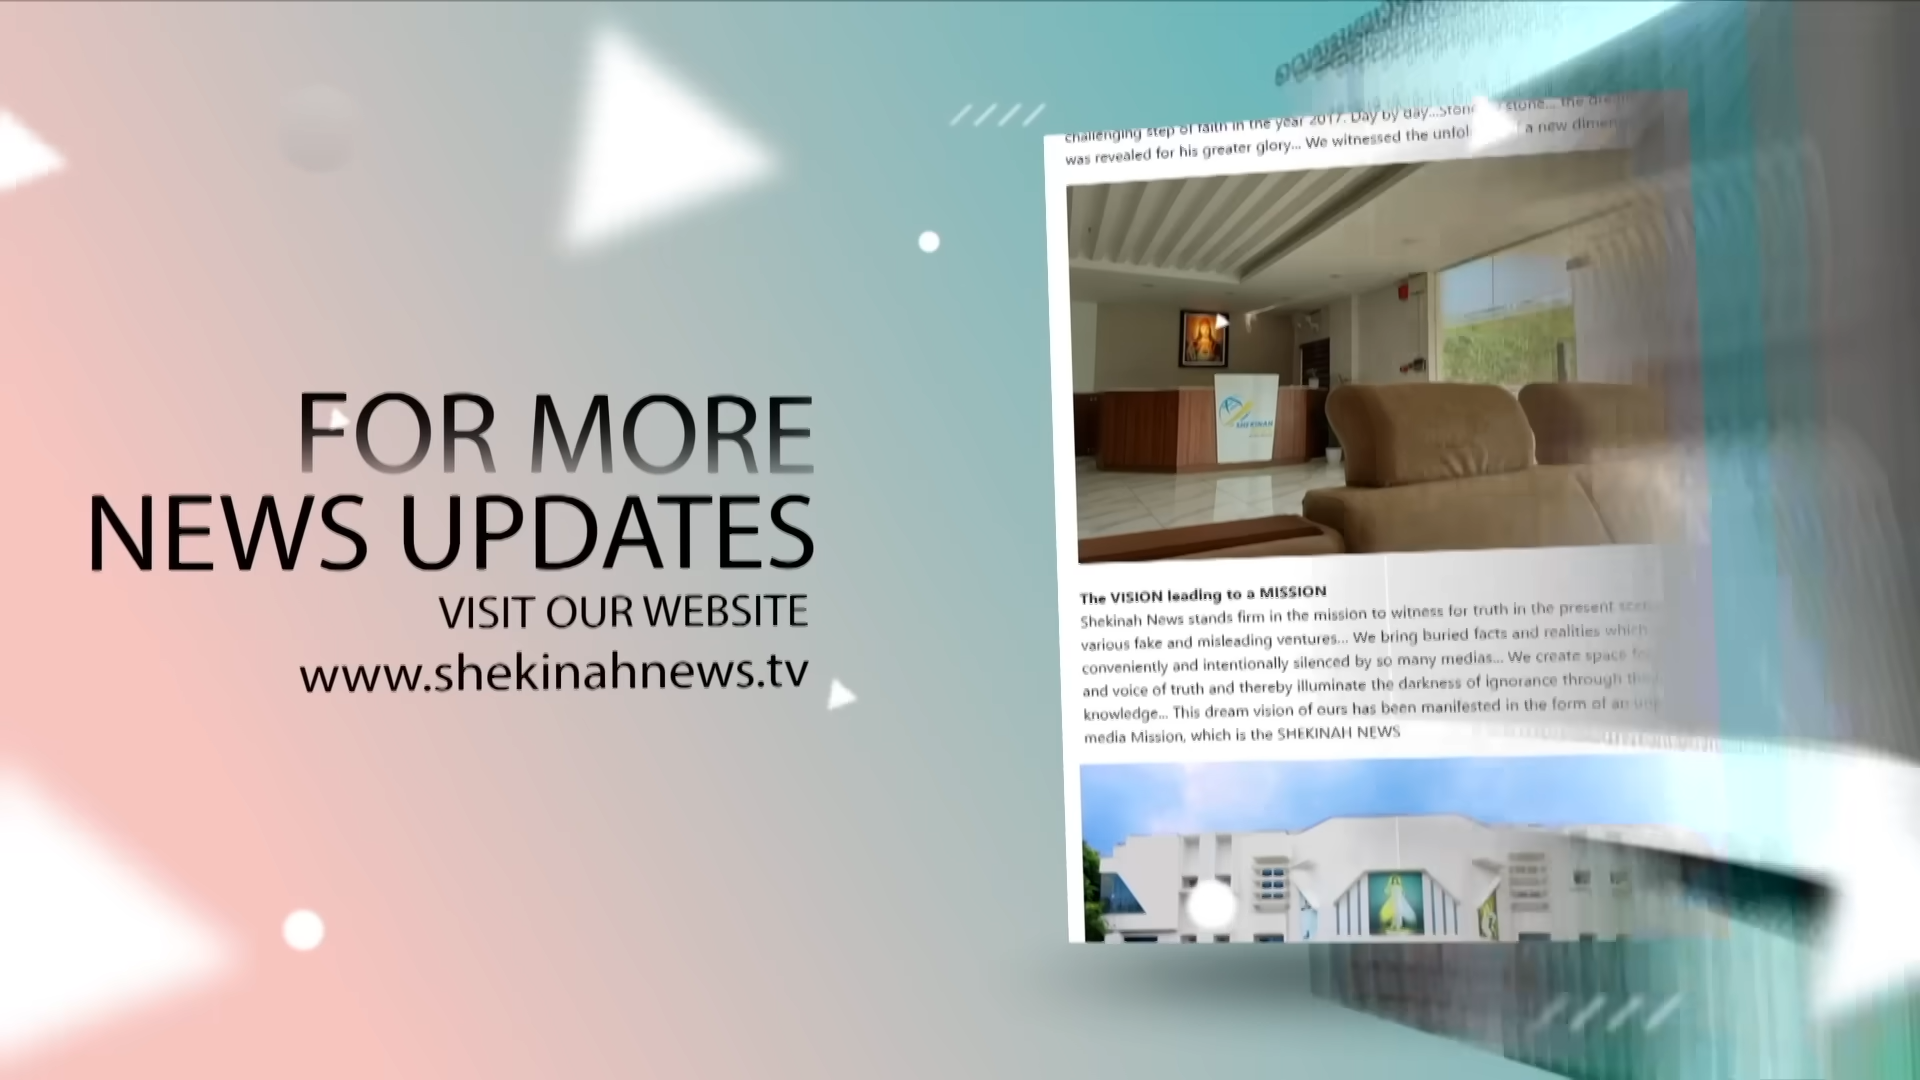 FOR MORE
NEWS UPDATES
VISIT OUR WEBSITE
www.shekinahnews.tv
challenging step of faith in the year 2017. Day by day...Stone stone... the
was revealed for his greater glory... We witnessed the a new
SHEKINAH
The VISION leading to a MISSION
Shekinah News stands firm in the mission to witness for truth in the present
various fake and misleading ventures... We bring buried facts and realities which
conveniently and intentionally silenced by so many medias... We create space
and voice of truth and thereby illuminate the darkness of ignorance through
knowledge... This dream vision of ours has been manifested in the form of an
media Mission, which is the SHEKINAH NEWS